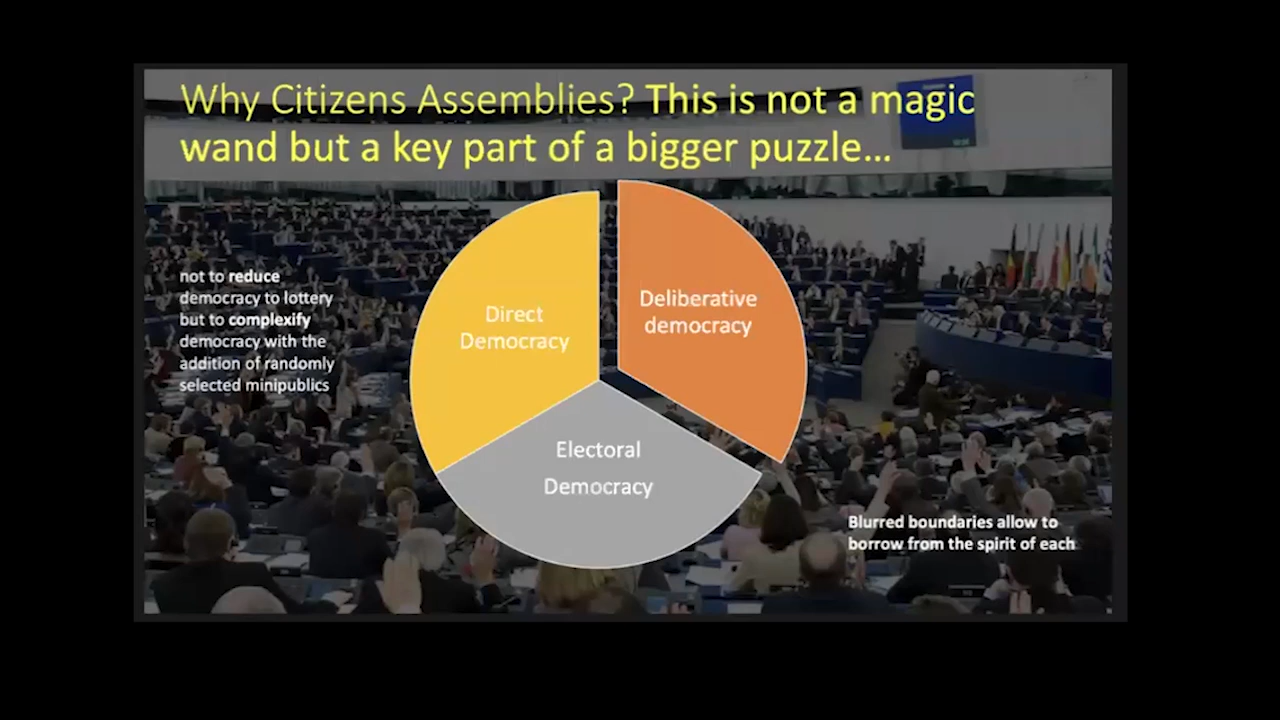 Why Citizens Assemblies? This is not a magic
wand but a key part of a bigger puzzle...
not to reduce
democracy to lottery
but to complexify
democracy with the
addition of randomly
selected minipublics
Direct
Democracy
Deliberative
democracy
Electoral
Democracy
Blurred boundaries allow to
borrow from the spirit of each